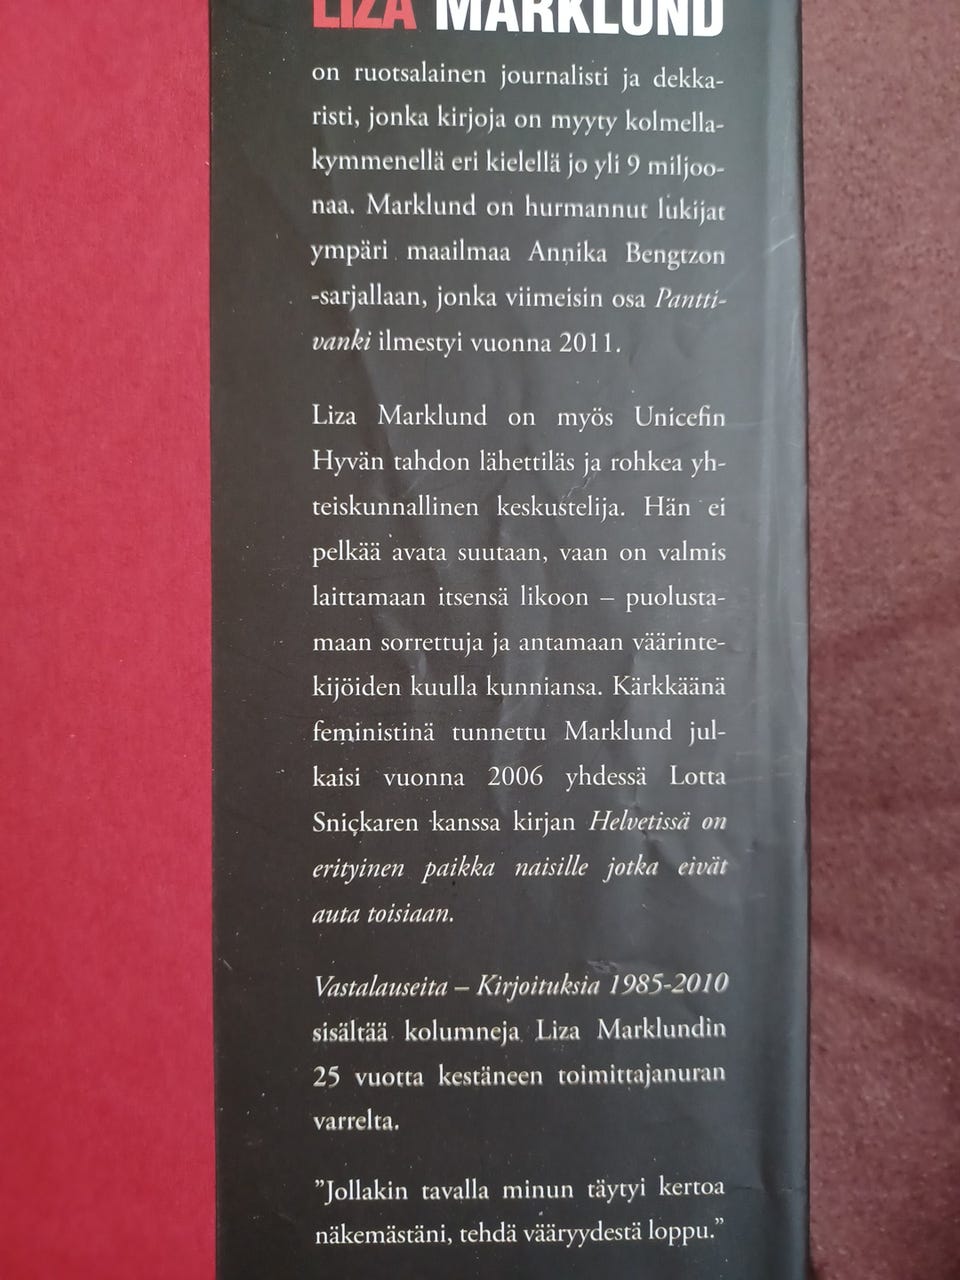 LIZA MARKLUND
on ruotsalainen journalisti ja dekka-
risti, jonka kirjoja on myyty kolmella-
kymmenellä eri kielellä jo yli 9 miljoo-
naa. Marklund on hurmannut lukijat
ympäri maailmaa Annika Bengtzon
-sarjallaan, jonka viimeisin osa Pantti-
vanki ilmestyi vuonna 2011.
Liza Marklund on myös Unicefin
Hyvän tahdon lähettiläs ja rohkea yh-
teiskunnallinen keskustelija. Hän ei
pelkää avata suutaan, vaan on valmis
laittamaan itsensä likoon – puolusta-
maan sorrettuja ja antamaan väärinte-
kijöiden kuulla kunniansa. Kärkkäänä
feministinä tunnettu Marklund jul-
kaisi vuonna 2006 yhdessä Lotta
Snickaren kanssa kirjan Helvetissä on
erityinen paikka naisille jotka eivät
auta toisiaan.
Vastalauseita – Kirjoituksia 1985-2010
sisältää kolumneja Liza Marklundin
25 vuotta kestäneen toimittajanuran
varrelta.
”Jollakin tavalla minun täytyi kertoa
näkemästäni, tehdä vääryydestä loppu.”